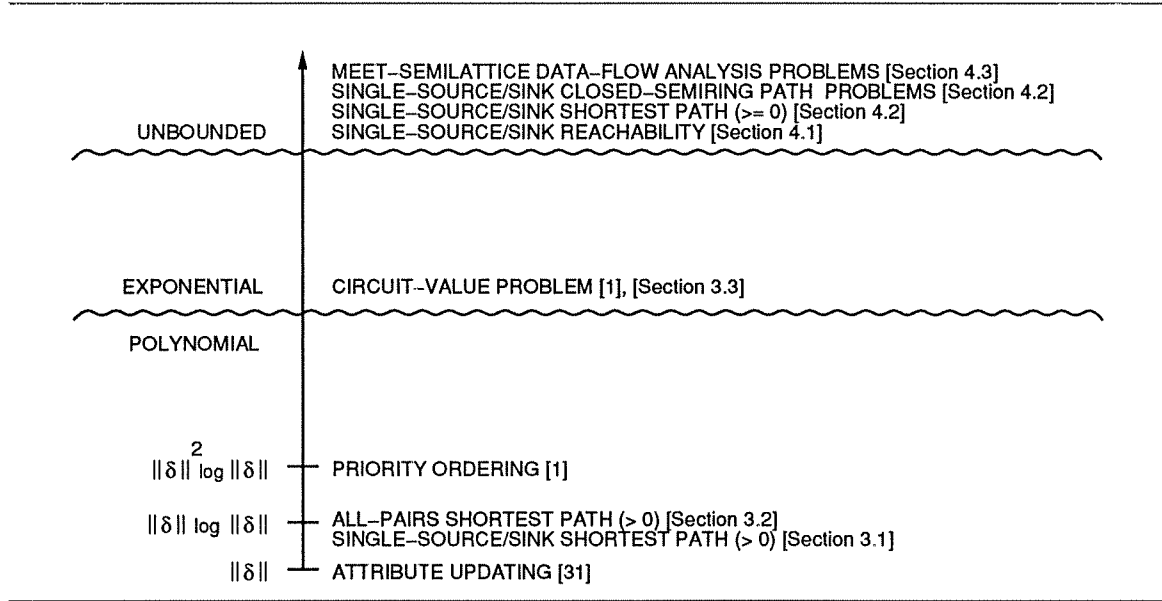 MEET–SEMILATTICE DATA–FLOW ANALYSIS PROBLEMS [Section 4.3]
SINGLE–SOURCE/SINK CLOSED–SEMIRING PATH PROBLEMS [Section 4.2]
SINGLE–SOURCE/SINK SHORTEST PATH (>= 0) [Section 4.2]
UNBOUNDED SINGLE–SOURCE/SINK REACHABILITY [Section 4.1]
EXPONENTIAL CIRCUIT–VALUE PROBLEM [1], [Section 3.3]
POLYNOMIAL
||δ||² log ||δ|| PRIORITY ORDERING [1]
||δ|| log ||δ|| ALL–PAIRS SHORTEST PATH (> 0) [Section 3.2]
SINGLE–SOURCE/SINK SHORTEST PATH (> 0) [Section 3.1]
||δ|| ATTRIBUTE UPDATING [31]